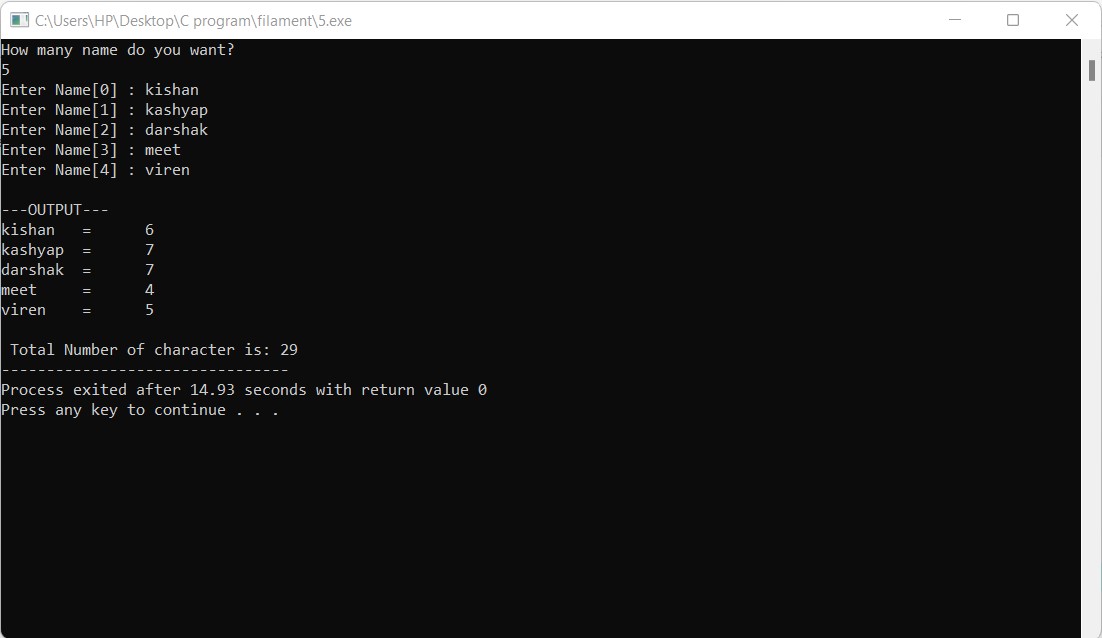 C:\Users\HP\Desktop\C program\filament\5.exe
How many name do you want?
5
Enter Name[0] : kishan
Enter Name[1] : kashyap
Enter Name[2] : darshak
Enter Name[3] : meet
Enter Name[4] : viren
---OUTPUT---
kishan   =      6
kashyap  =      7
darshak  =      7
meet     =      4
viren    =      5
Total Number of character is: 29
--------------------------------
Process exited after 14.93 seconds with return value 0
Press any key to continue . . .